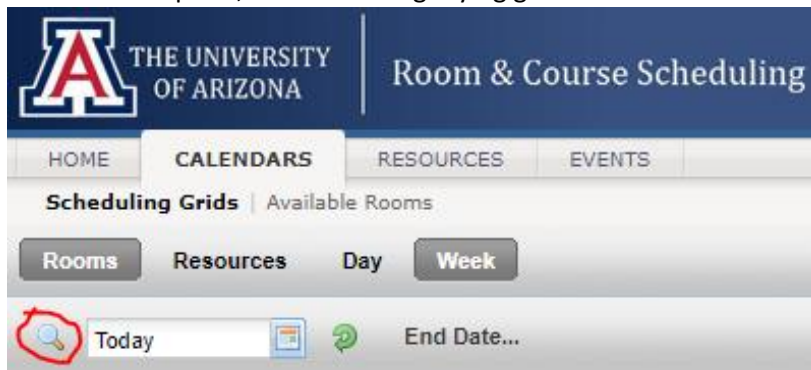 THE UNIVERSITY
OF ARIZONA
Room & Course Scheduling
HOME CALENDARS RESOURCES EVENTS
Scheduling Grids | Available Rooms
Rooms Resources Day Week
Today End Date...